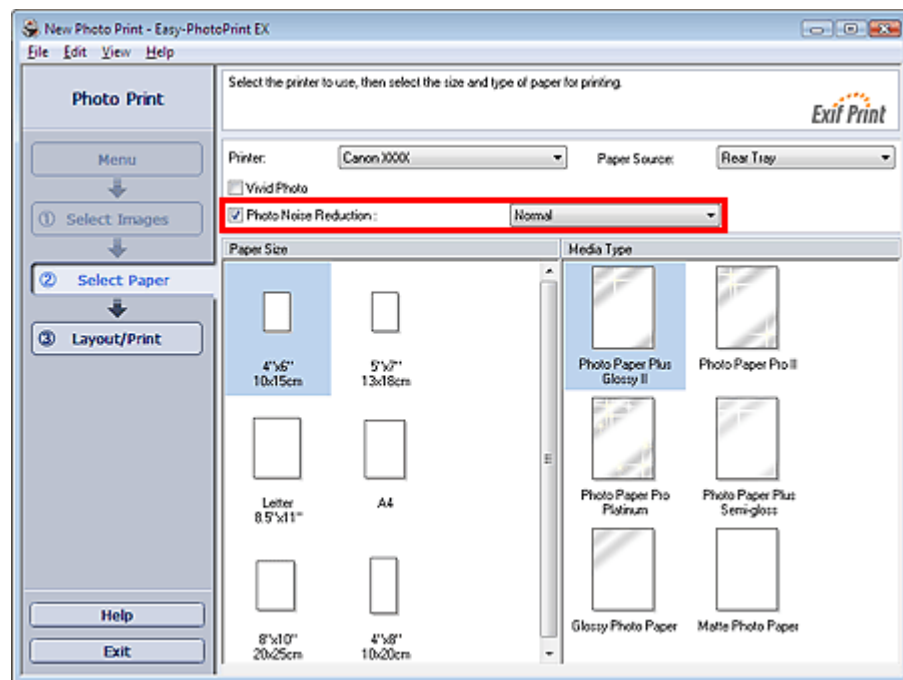 New Photo Print - Easy-PhotoPrint EX
File Edit View Help
Photo Print
Select the printer to use, then select the size and type of paper for printing.
Exif Print
Menu
① Select Images
② Select Paper
③ Layout/Print
Help
Exit
Printer: Canon XXXX Paper Source: Rear Tray
Vivid Photo
Photo Noise Reduction : Normal
Paper Size
4"x6"
10x15cm
5"x7"
13x18cm
Letter
8.5"x11"
A4
8"x10"
20x25cm
4"x8"
10x20cm
Media Type
Photo Paper Plus
Glossy II
Photo Paper Pro II
Photo Paper Pro
Platinum
Photo Paper Plus
Semi-gloss
Glossy Photo Paper
Matte Photo Paper